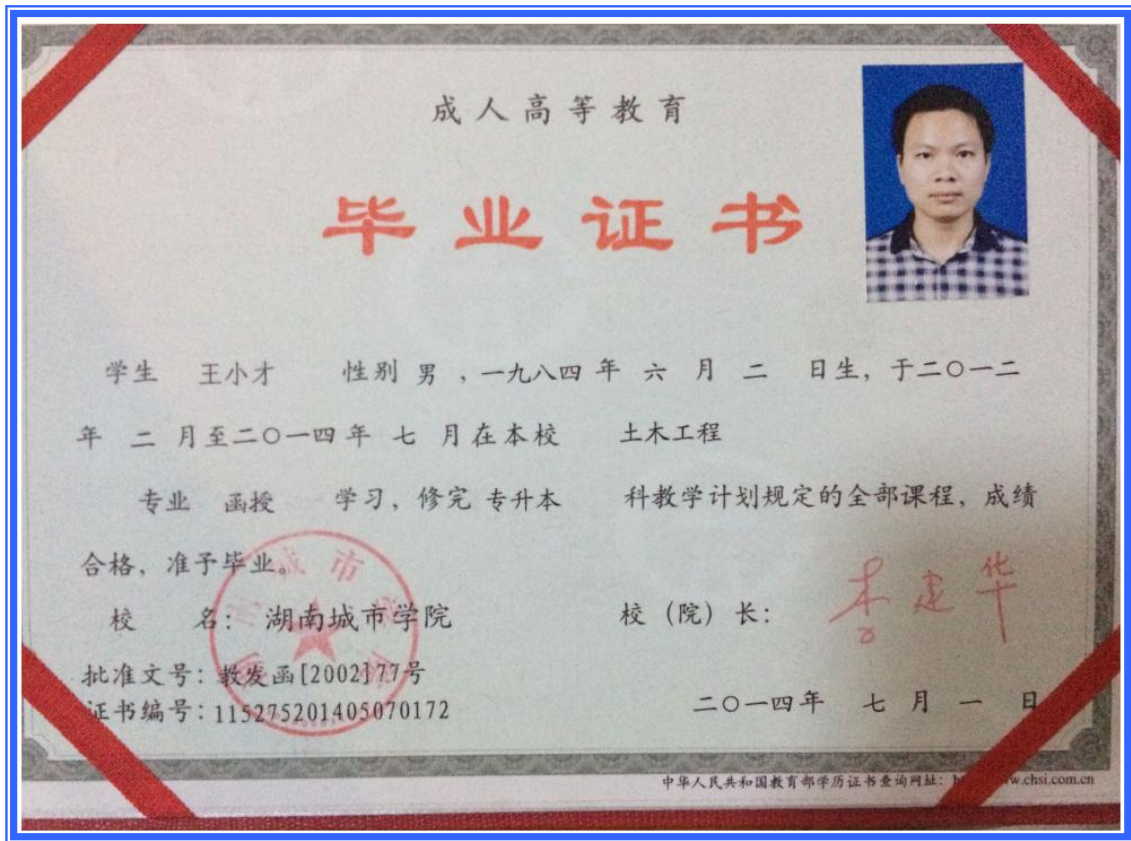 成人高等教育
毕业证书
学生 王小才 性别 男 ，一九八四 年 六 月 二 日生，于二〇一二
年 二 月至二〇一四年 七 月在本校 土木工程
专业 函授 学习，修完 专升本 科教学计划规定的全部课程，成绩
合格，准予毕业。
校 名：湖南城市学院
校（院）长：
批准文号：教发函[2002]77号
证书编号：115275201405070172
二〇一四年 七 月 一 日
中华人民共和国教育部学历证书查询网址：
w.chsi.com.cn